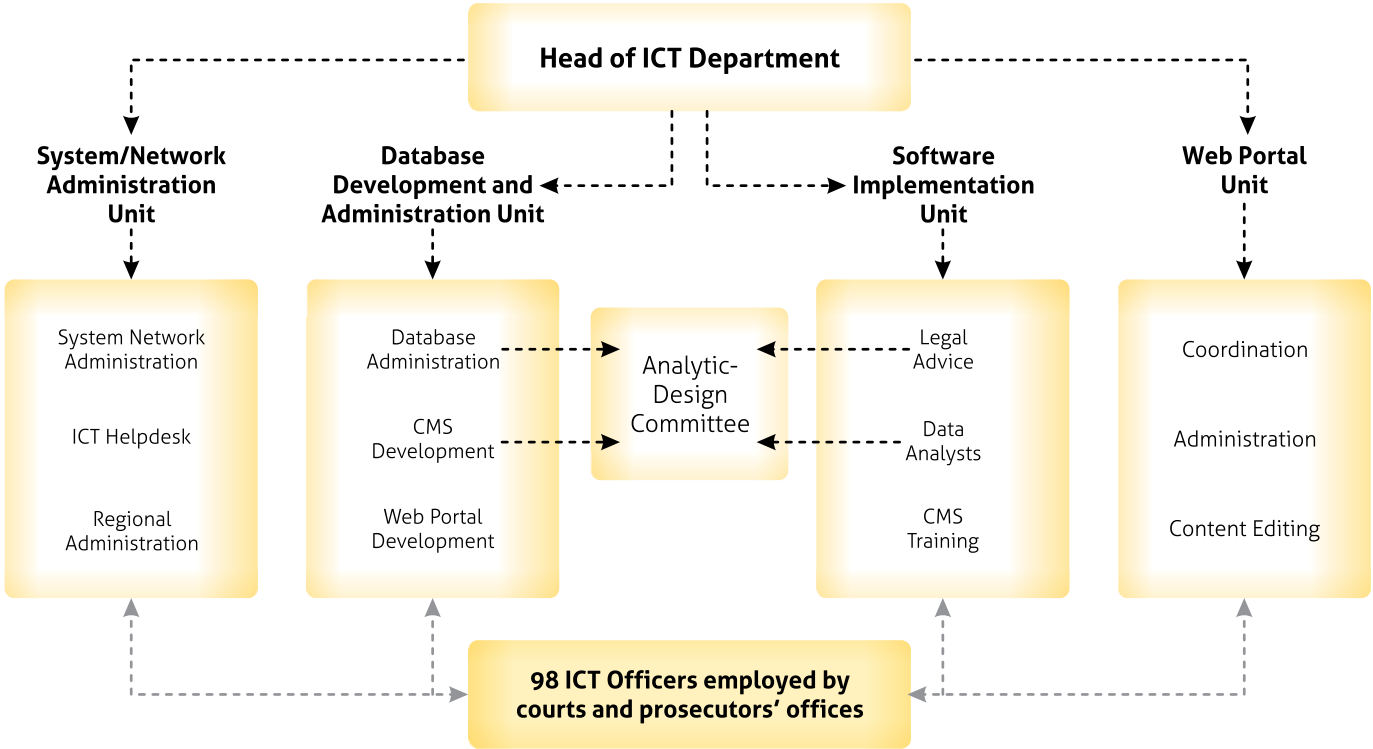 Head of ICT Department
System/Network
Administration
Unit
Database
Development and
Administration Unit
Software
Implementation
Unit
Web Portal
Unit
System Network
Administration
ICT Helpdesk
Regional
Administration
Database
Administration
CMS
Development
Web Portal
Development
Analytic-
Design
Committee
Legal
Advice
Data
Analysts
CMS
Training
Coordination
Administration
Content Editing
98 ICT Officers employed by
courts and prosecutors’ offices